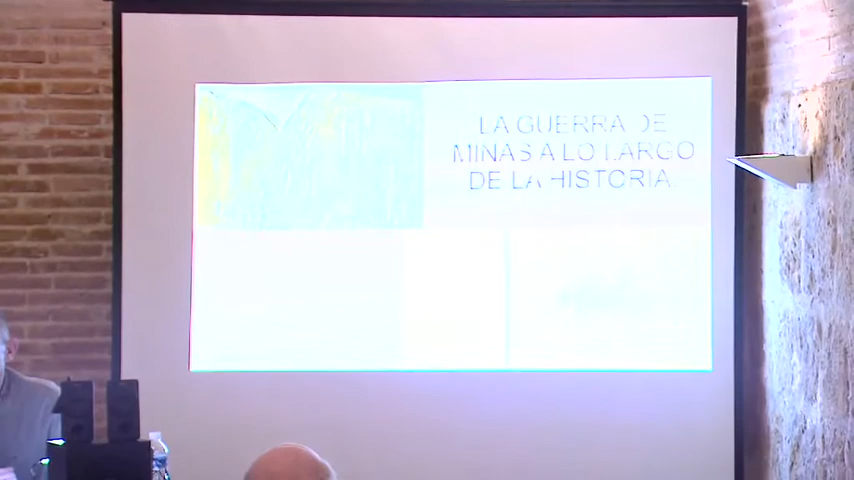 LA GUERRA DE
MINAS A LO LARGO
DE LA HISTORIA.